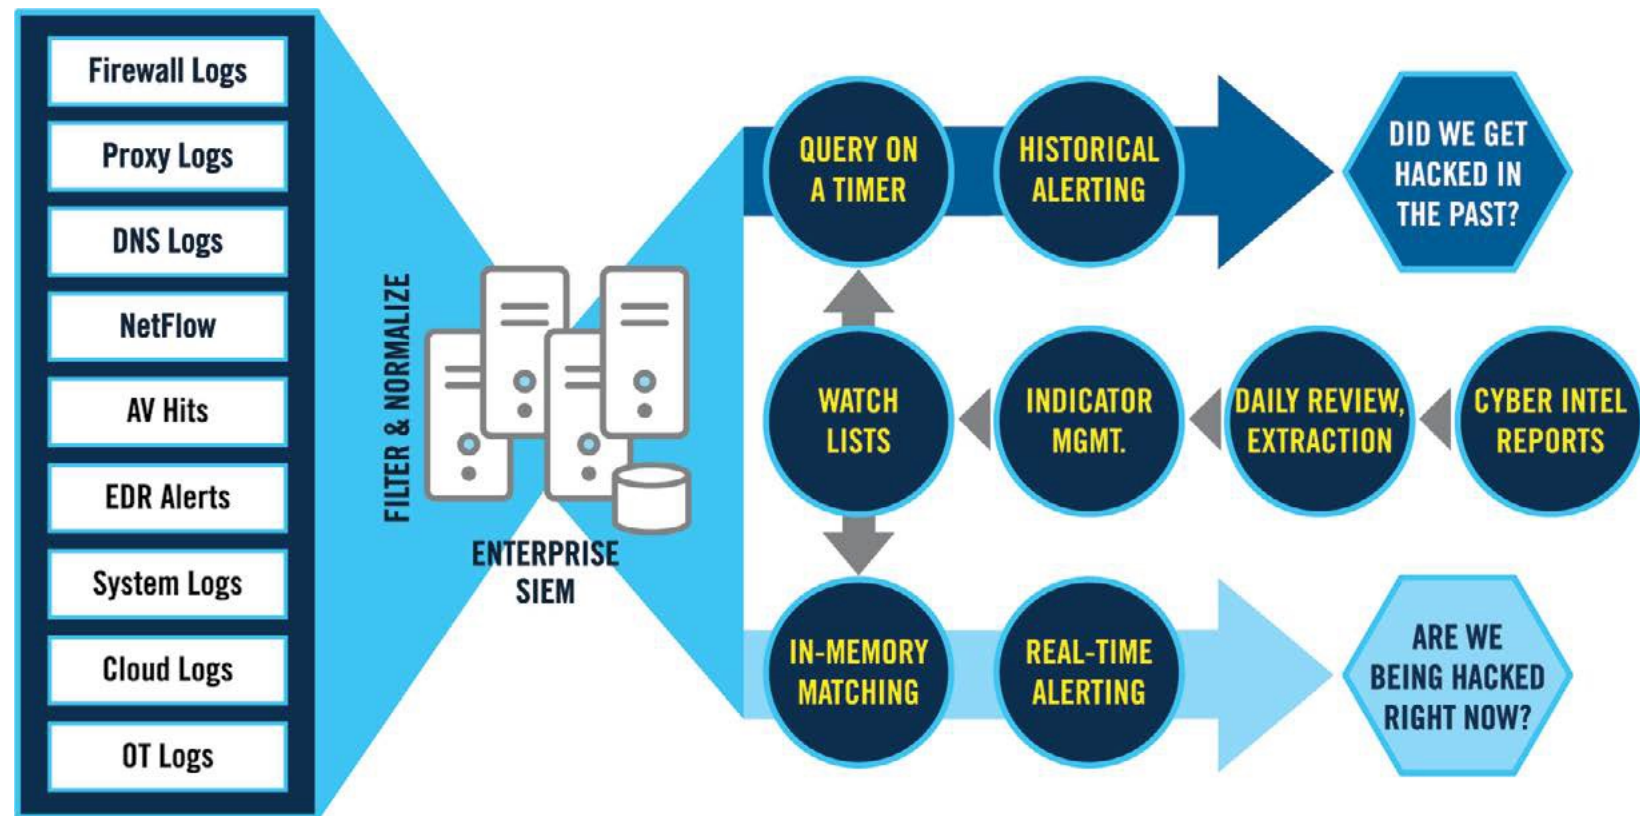 Firewall Logs
Proxy Logs
DNS Logs
NetFlow
AV Hits
EDR Alerts
System Logs
Cloud Logs
OT Logs
FILTER & NORMALIZE
ENTERPRISE
SIEM
QUERY ON
A TIMER
HISTORICAL
ALERTING
DID WE GET
HACKED IN
THE PAST?
WATCH
LISTS
INDICATOR
MGMT.
DAILY REVIEW,
EXTRACTION
CYBER INTEL
REPORTS
IN-MEMORY
MATCHING
REAL-TIME
ALERTING
ARE WE
BEING HACKED
RIGHT NOW?